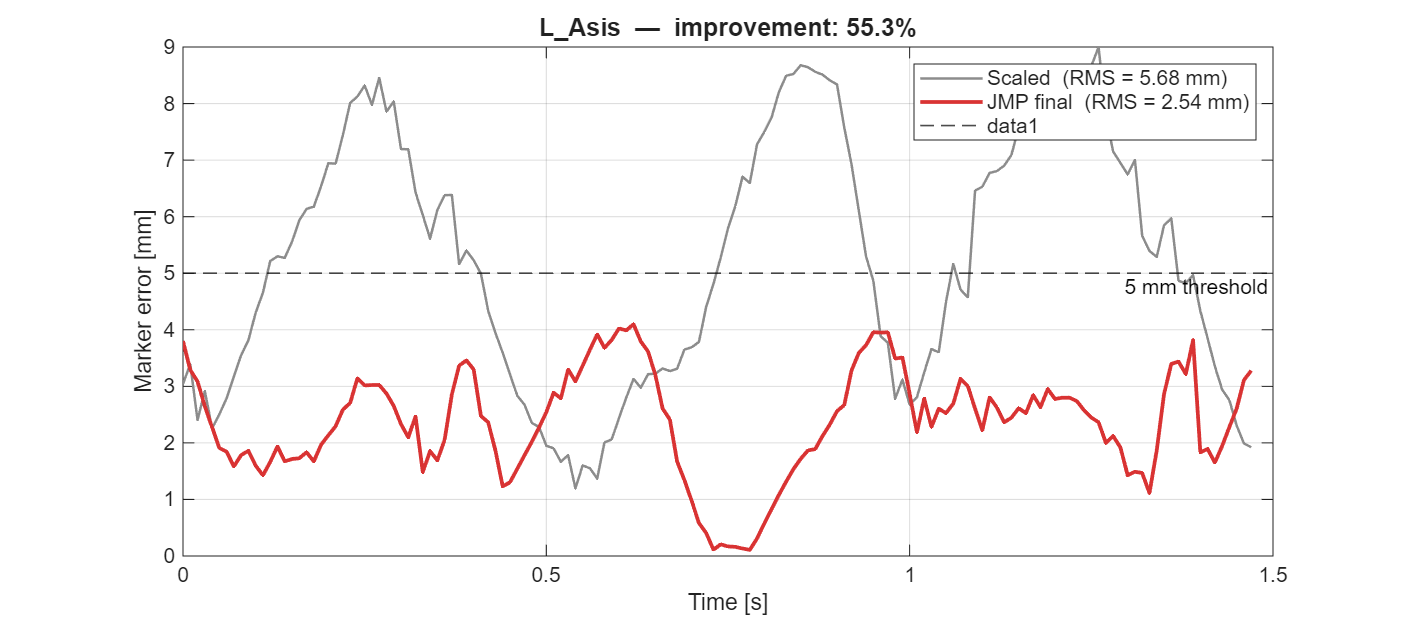 L_Asis — improvement: 55.3%
Scaled (RMS = 5.68 mm)
JMP final (RMS = 2.54 mm)
data1
5 mm threshold
Marker error [mm]
9
8
7
6
5
4
3
2
1
0
0 0.5 1 1.5
Time [s]